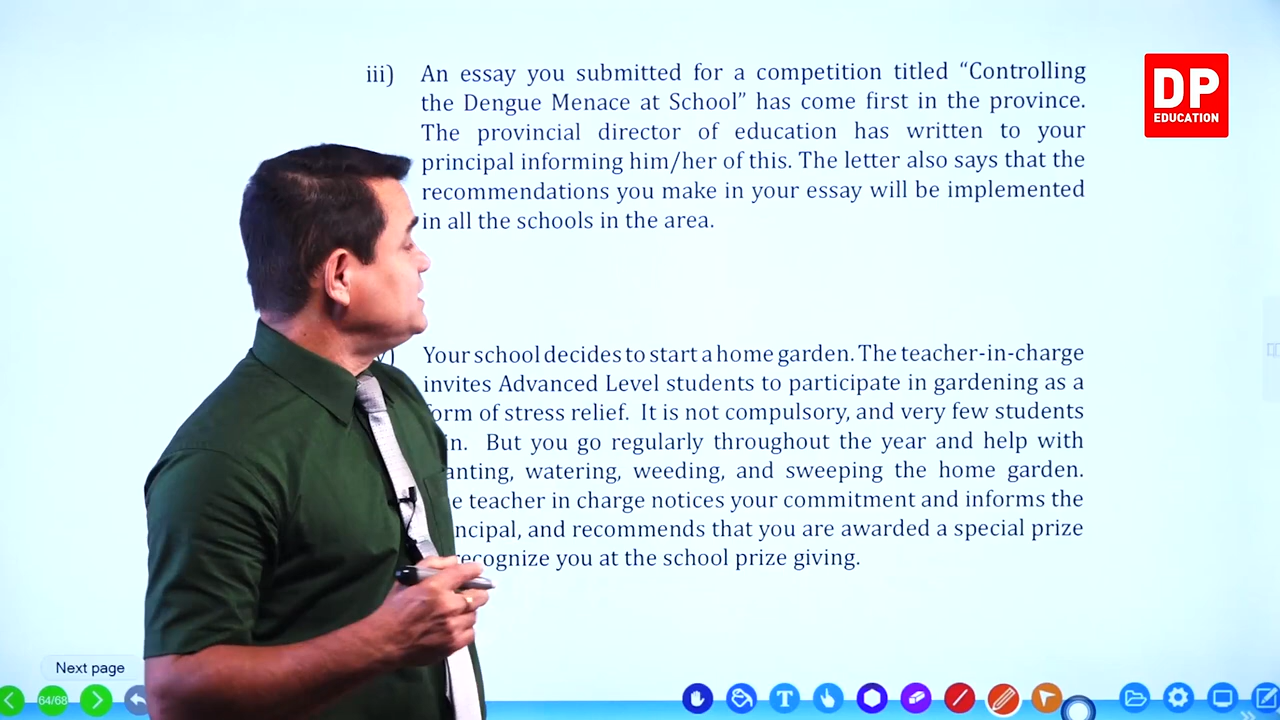 iii) An essay you submitted for a competition titled “Controlling
the Dengue Menace at School” has come first in the province.
The provincial director of education has written to your
principal informing him/her of this. The letter also says that the
recommendations you make in your essay will be implemented
in all the schools in the area.
DP
EDUCATION
Your school decides to start a home garden. The teacher-in-charge
invites Advanced Level students to participate in gardening as a
form of stress relief. It is not compulsory, and very few students
But you go regularly throughout the year and help with
watering, weeding, and sweeping the home garden.
teacher in charge notices your commitment and informs the
and recommends that you are awarded a special prize
recognize you at the school prize giving.
Next page
64/68
T